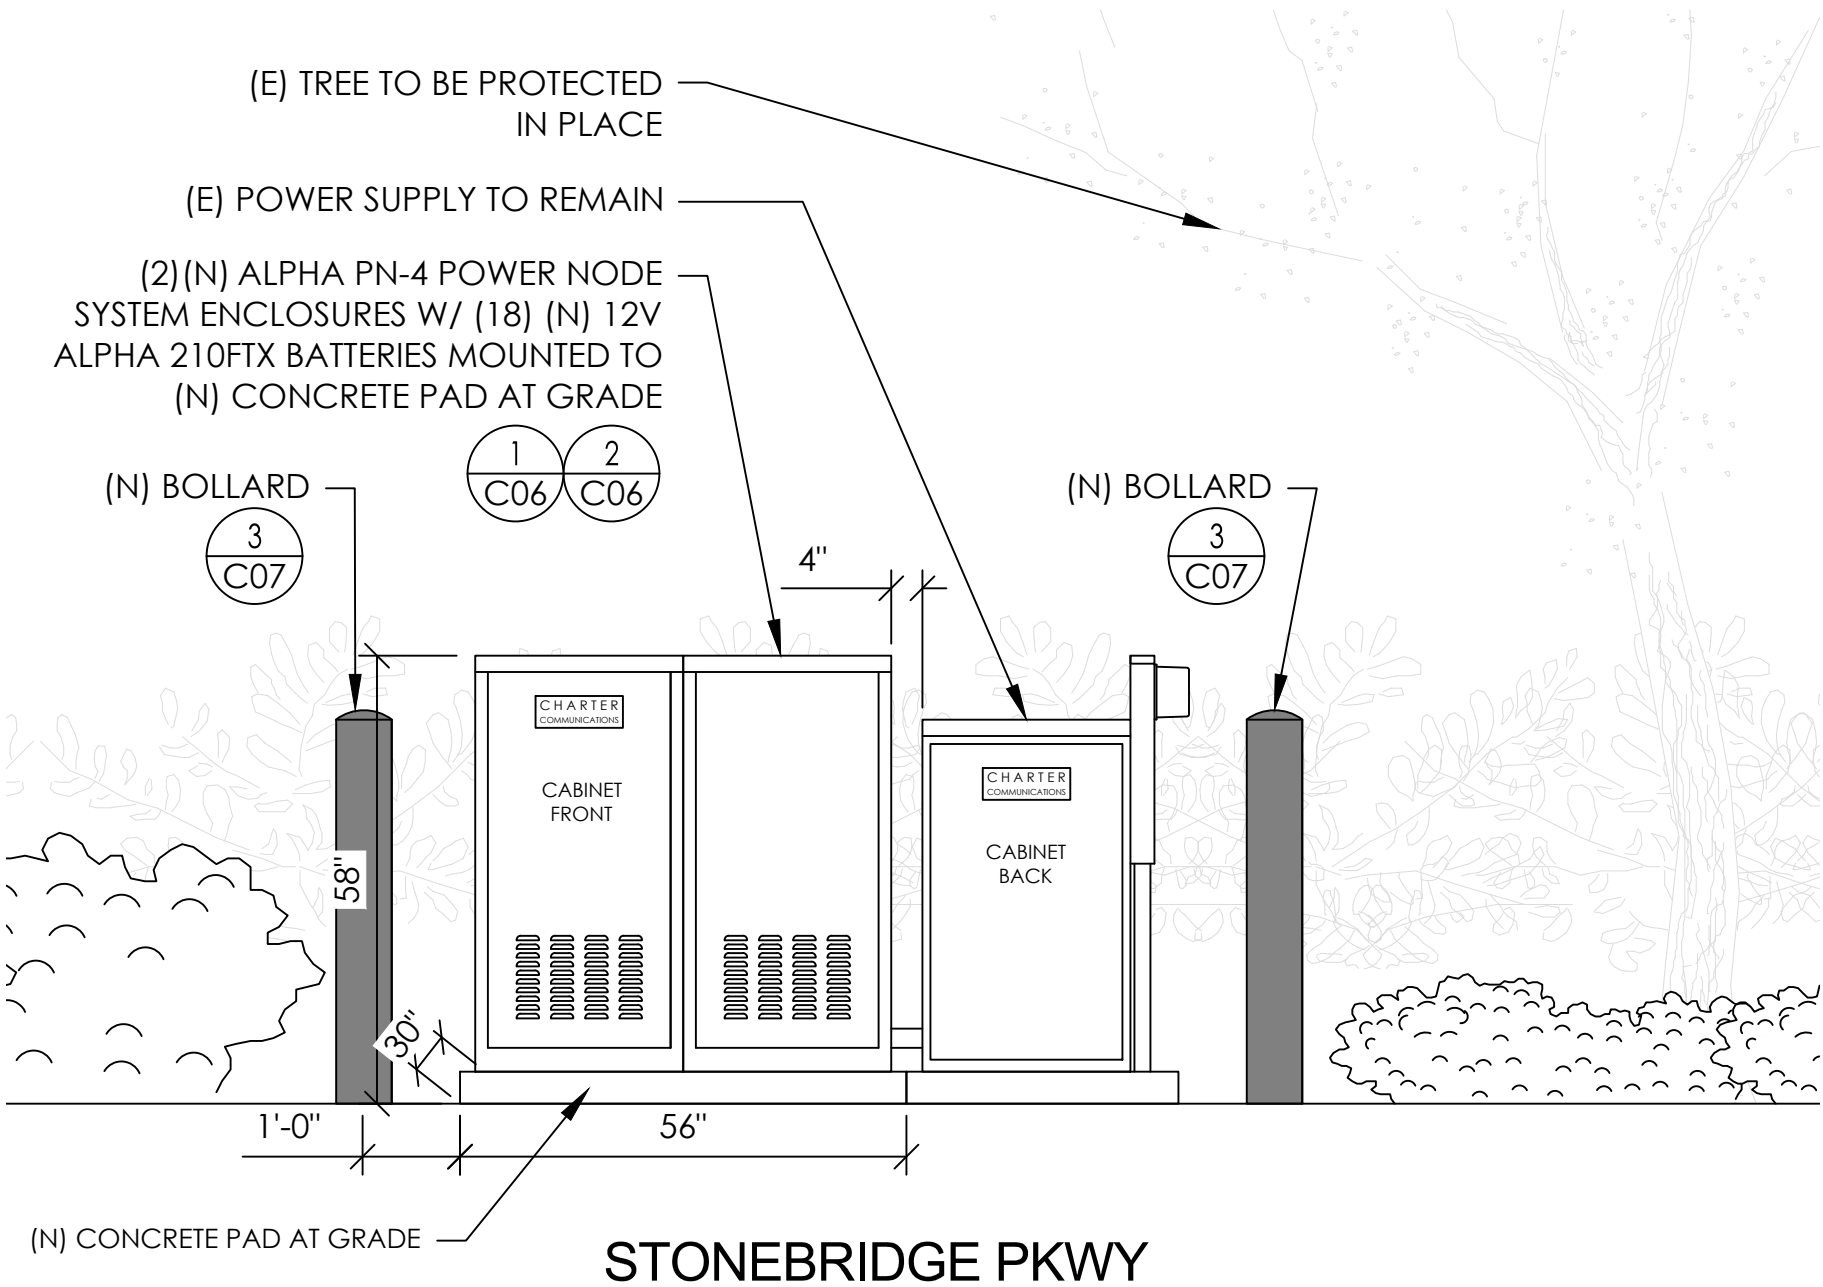 (E) TREE TO BE PROTECTED
IN PLACE
(E) POWER SUPPLY TO REMAIN
(2)(N) ALPHA PN-4 POWER NODE
SYSTEM ENCLOSURES W/ (18) (N) 12V
ALPHA 210FTX BATTERIES MOUNTED TO
(N) CONCRETE PAD AT GRADE
1
C06
2
C06
(N) BOLLARD
3
C07
(N) BOLLARD
3
C07
4"
CHARTER
COMMUNICATIONS
CABINET
FRONT
CHARTER
COMMUNICATIONS
CABINET
BACK
58"
30"
1'-0"
56"
(N) CONCRETE PAD AT GRADE
STONEBRIDGE PKWY